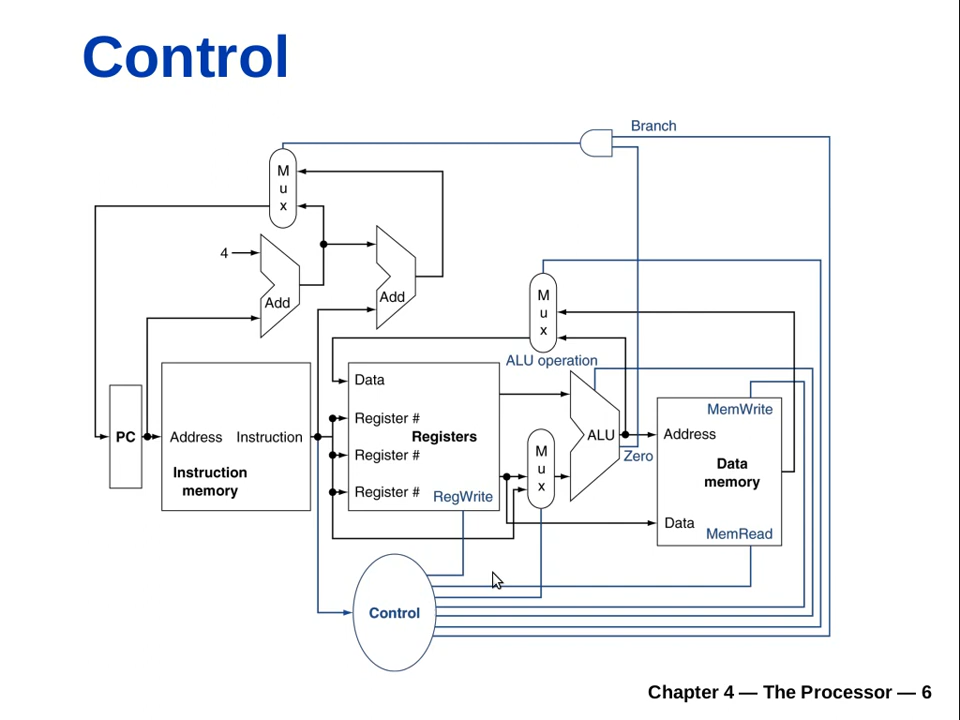 Control
Branch
M
u
x
4
Add
Add
M
u
x
ALU operation
Data
Register #
Registers
Register #
Register #
RegWrite
PC
Address
Instruction
Instruction
memory
M
u
x
ALU
Zero
MemWrite
Address
Data
memory
Data
MemRead
Control
Chapter 4 — The Processor — 6